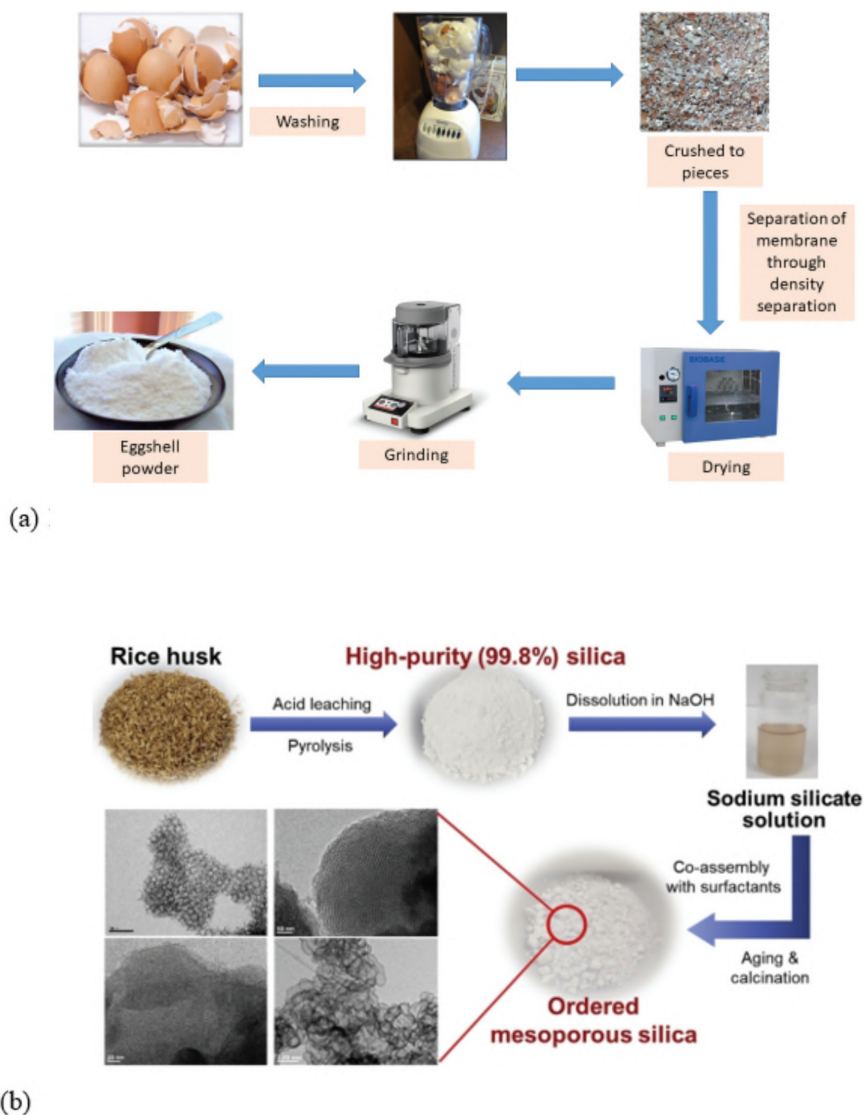 Washing
Crushed to
pieces
Separation of
membrane
through
density
separation
BIOBASE
Drying
Grinding
Eggshell
powder
(a)
Rice husk
High-purity (99.8%) silica
Acid leaching
Pyrolysis
Dissolution in NaOH
Sodium silicate
solution
Co-assembly
with surfactants
Aging &
calcination
Ordered
mesoporous silica
(b)